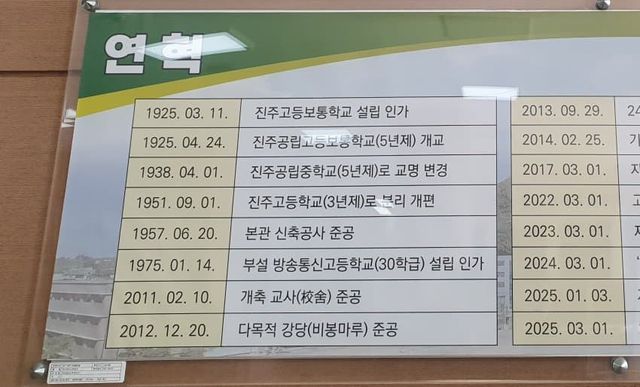 연 혁
1925. 03. 11. 진주고등보통학교 설립 인가
1925. 04. 24. 진주공립고등보통학교(5년제) 개교
1938. 04. 01. 진주공립중학교(5년제)로 교명 변경
1951. 09. 01. 진주고등학교(3년제)로 분리 개편
1957. 06. 20. 본관 신축공사 준공
1975. 01. 14. 부설 방송통신고등학교(30학급) 설립 인가
2011. 02. 10. 개축 교사(校舍) 준공
2012. 12. 20. 다목적 강당(비봉마루) 준공
2013. 09. 29. 24
2014. 02. 25.
2017. 03. 01.
2022. 03. 01.
2023. 03. 01.
2024. 03. 01.
2025. 01. 03.
2025. 03. 01.